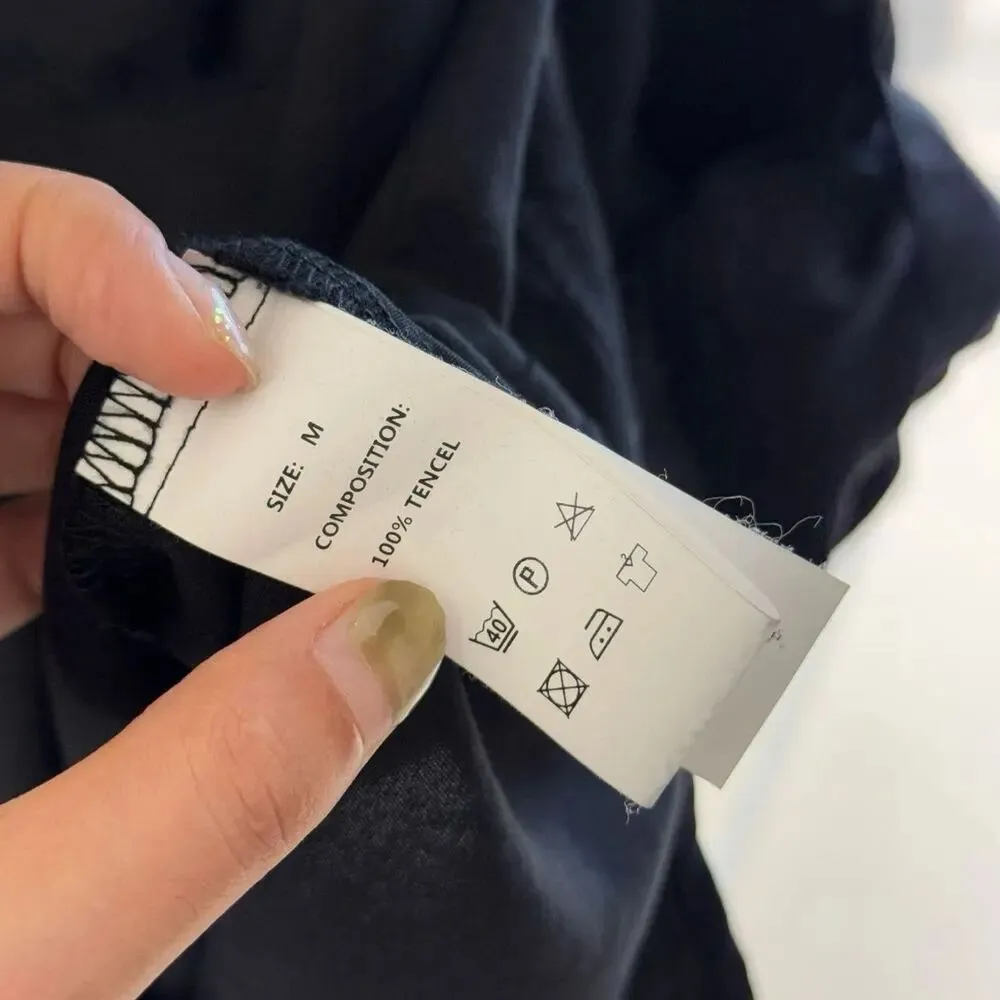 SIZE: M
COMPOSITION:
100% TENCEL
40
P